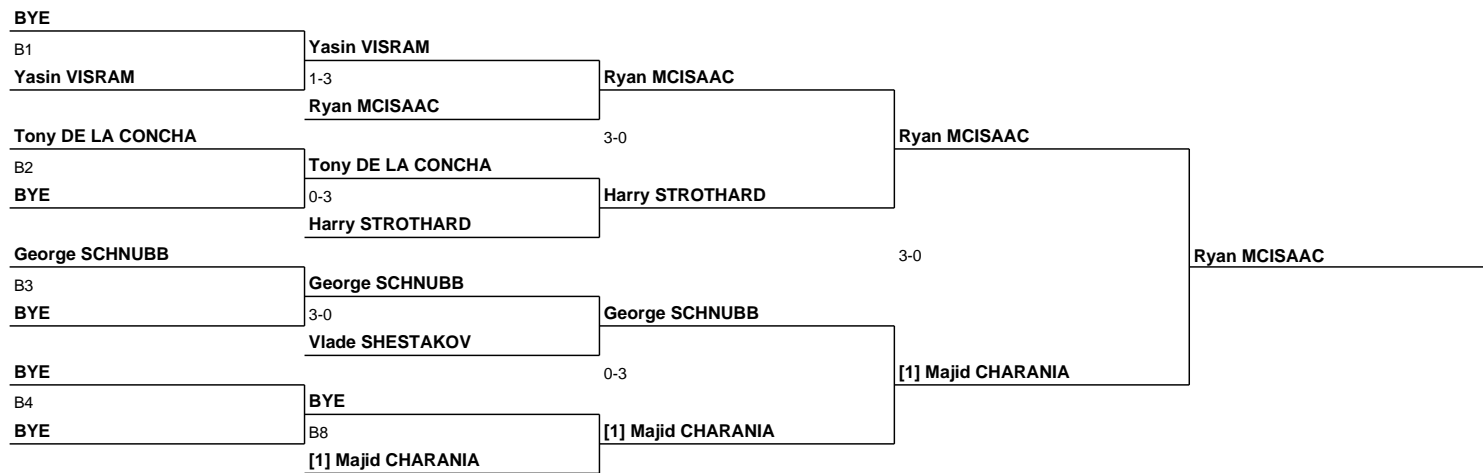 BYE
B1
Yasin VISRAM
Yasin VISRAM
1-3
Ryan MCISAAC
Ryan MCISAAC
3-0
Ryan MCISAAC
Tony DE LA CONCHA
B2
BYE
Tony DE LA CONCHA
0-3
Harry STROTHARD
Harry STROTHARD
3-0
Ryan MCISAAC
George SCHNUBB
B3
BYE
George SCHNUBB
3-0
Vlade SHESTAKOV
George SCHNUBB
0-3
[1] Majid CHARANIA
BYE
B4
BYE
BYE
B8
[1] Majid CHARANIA
[1] Majid CHARANIA